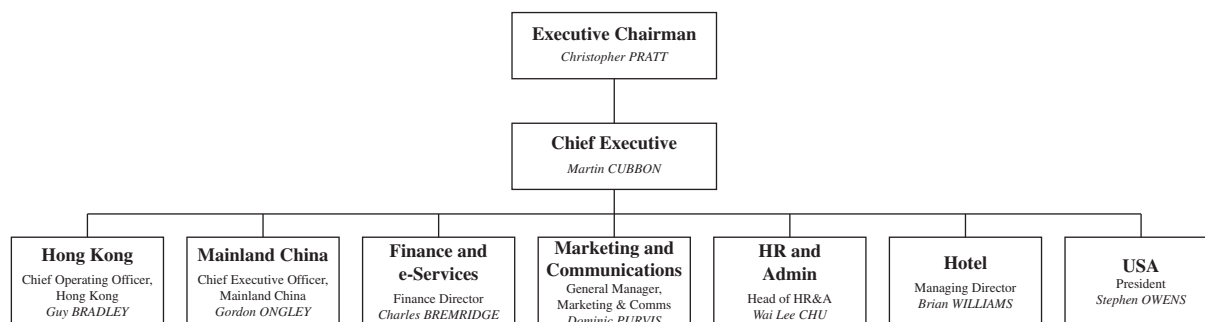 Executive Chairman
Christopher PRATT
Chief Executive
Martin CUBBON
Hong Kong
Chief Operating Officer,
Hong Kong
Guy BRADLEY
Mainland China
Chief Executive Officer,
Mainland China
Gordon ONGLEY
Finance and
e-Services
Finance Director
Charles BREMRIDGE
Marketing and
Communications
General Manager,
Marketing & Comms
Dominic PURVIS
HR and
Admin
Head of HR&A
Wai Lee CHU
Hotel
Managing Director
Brian WILLIAMS
USA
President
Stephen OWENS